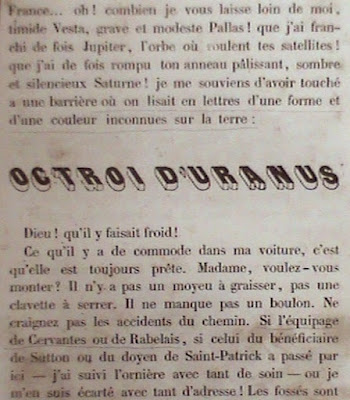 France... oh! combien je vous laisse loin de moi,
timide Vesta, grave et modeste Pallas! que j'ai fran-
chi de fois Jupiter, l'orbe où roulent tes satellites!
que j'ai de fois rompu ton anneau pâlissant, sombre
et silencieux Saturne! je me souviens d'avoir touché
a une barrière où on lisait en lettres d'une forme et
d'une couleur inconnues sur la terre:
OCTROI D'URANUS
Dieu! qu'il y faisait froid!
Ce qu'il y a de commode dans ma voiture, c'est
qu'elle est toujours prête. Madame, voulez-vous
monter? Il n'y a pas un moyeu à graisser, pas une
clavette à serrer. Il ne manque pas un boulon. Ne
craignez pas les accidents du chemin. Si l'équipage
de Cervantes ou de Rabelais, si celui du bénéficiaire
de Sutton ou du doyen de Saint-Patrick a passé par
ici — j'ai suivi l'ornière avec tant de soin — ou je
m'en suis écarté avec tant d'adresse! Les fossés sont